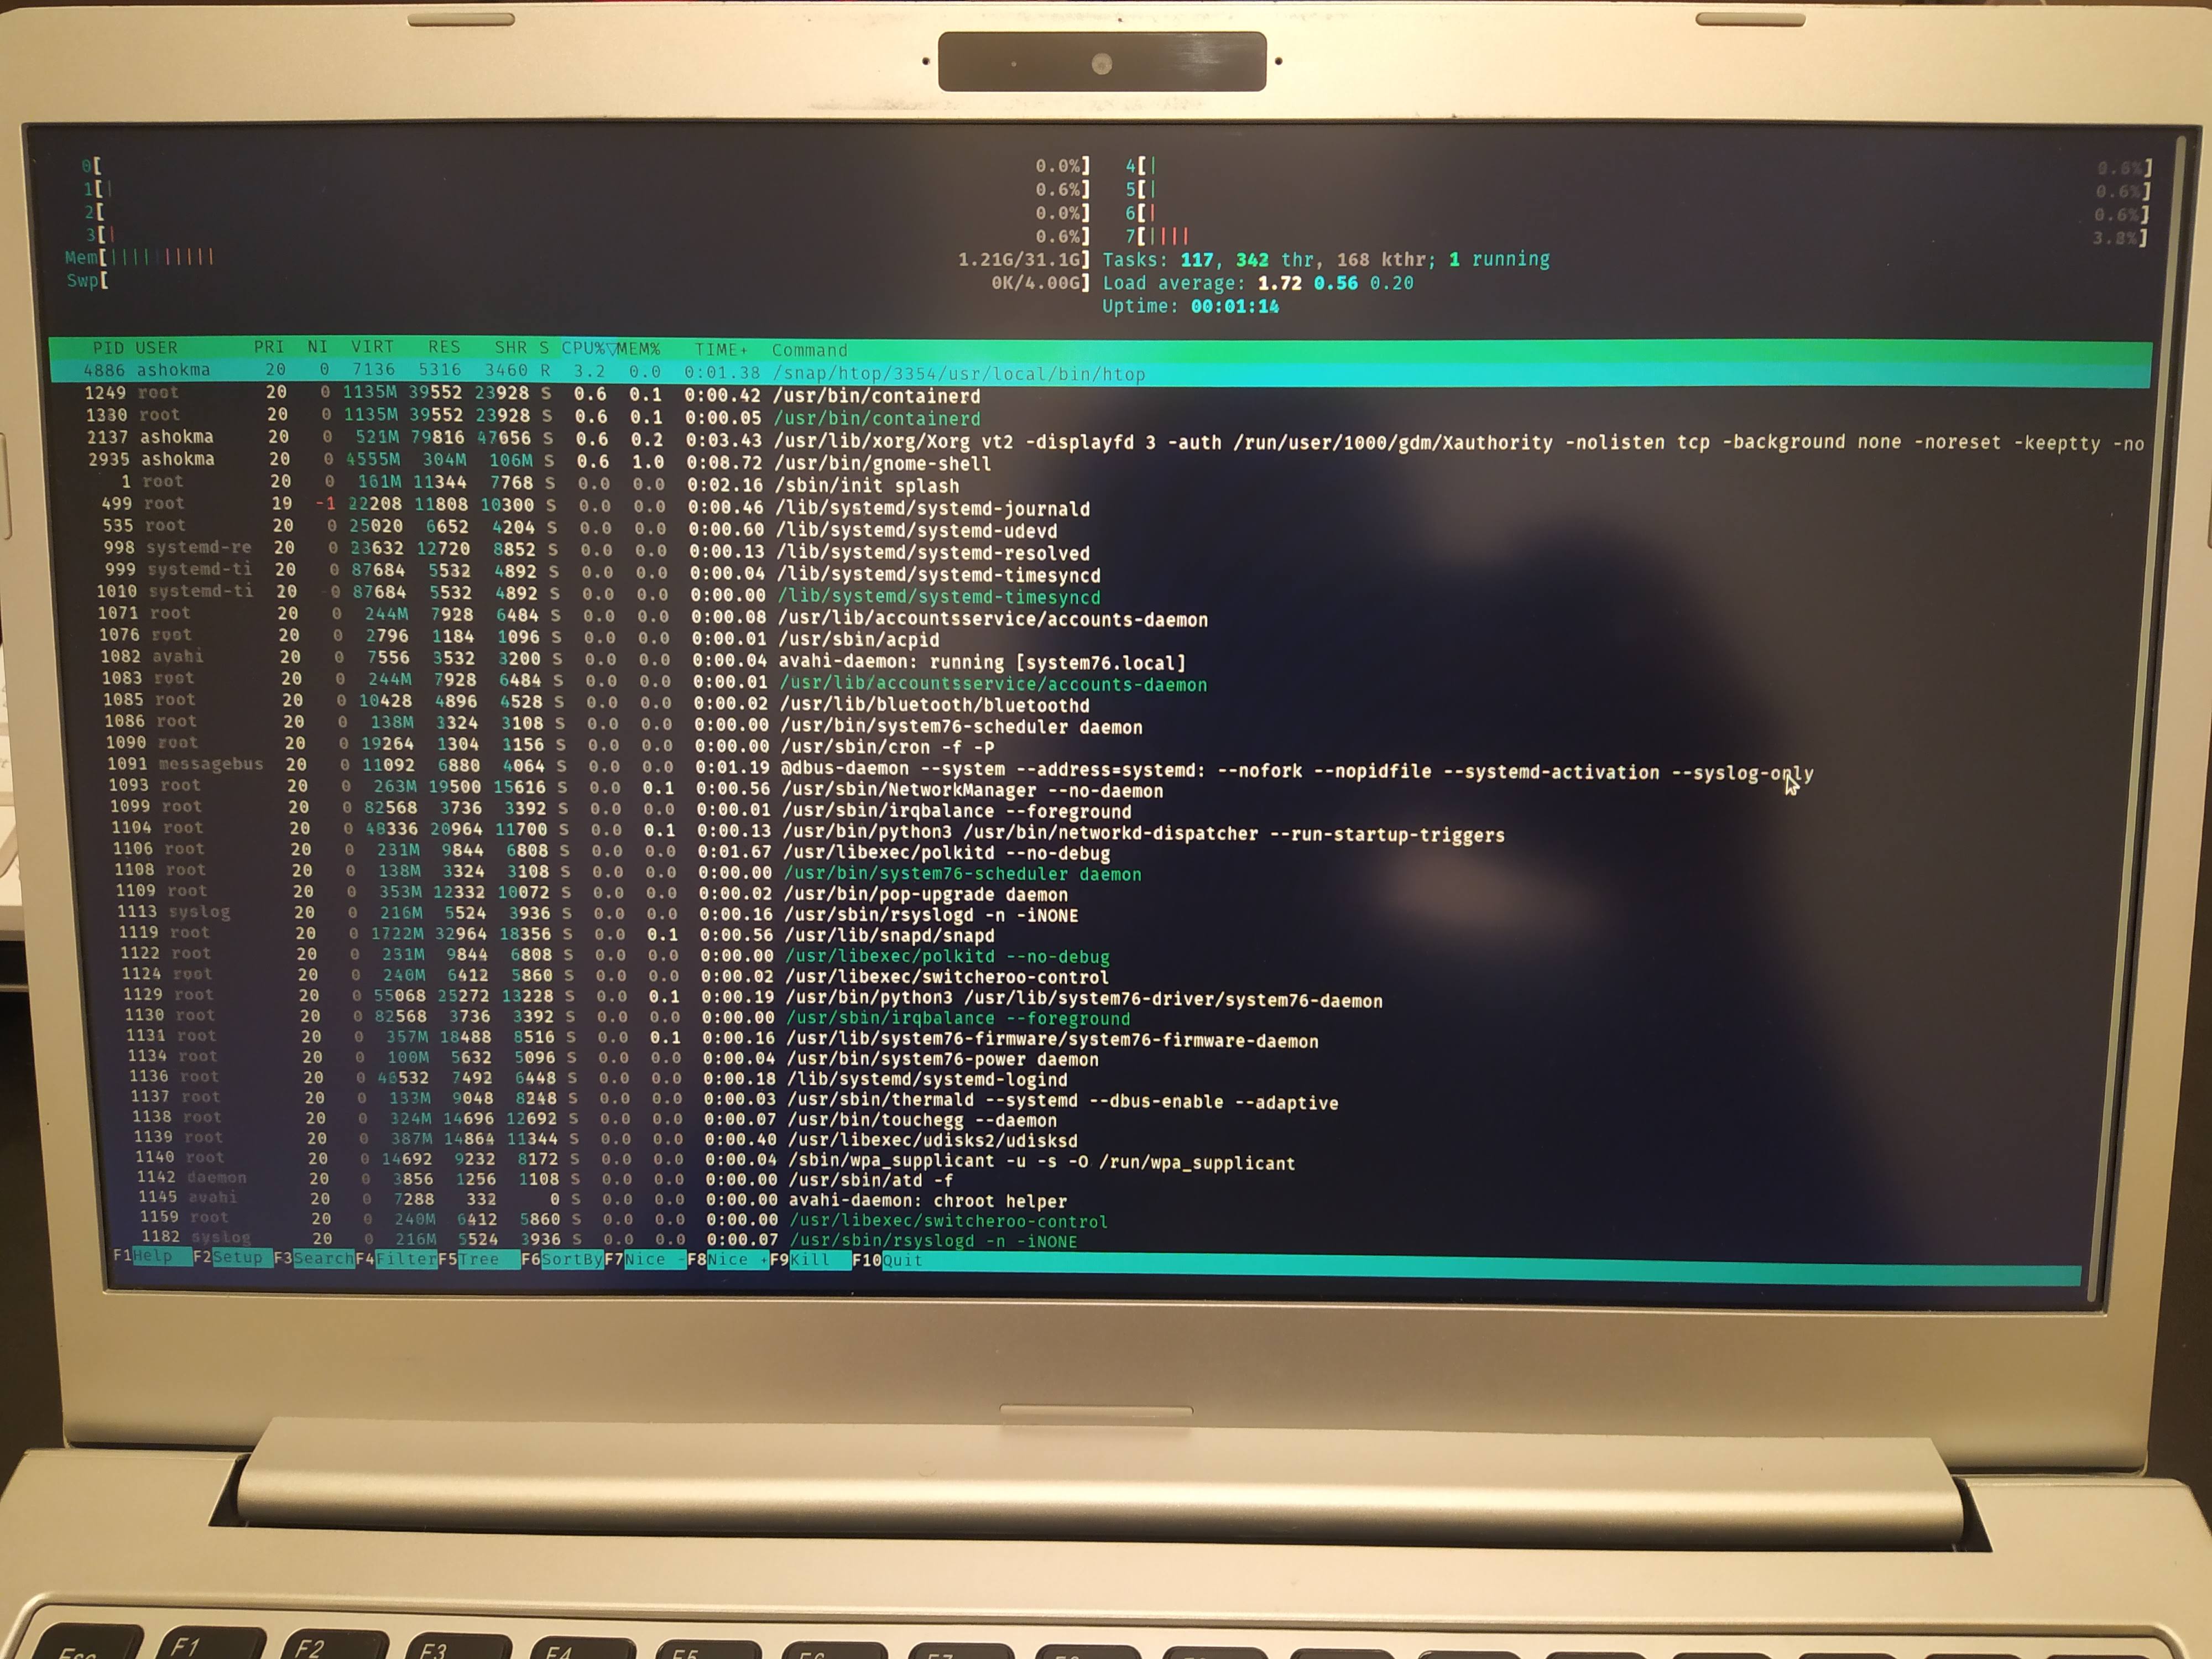 0[ 0.0%] 4[| 0.6%]
1[| 0.6%] 5[| 0.6%]
2[ 0.0%] 6[| 0.6%]
3[| 0.6%] 7[|||| 3.8%]
Mem[|||||||||| 1.21G/31.1G] Tasks: 117, 342 thr, 168 kthr; 1 running
Swp[ 0K/4.00G] Load average: 1.72 0.56 0.20
Uptime: 00:01:14
PID USER PRI NI VIRT RES SHR S CPU%▽MEM% TIME+ Command
4886 ashokma 20 0 7136 5316 3460 R 3.2 0.0 0:01.38 /snap/htop/3354/usr/local/bin/htop
1249 root 20 0 1135M 39552 23928 S 0.6 0.1 0:00.42 /usr/bin/containerd
1330 root 20 0 1135M 39552 23928 S 0.6 0.1 0:00.05 /usr/bin/containerd
2137 ashokma 20 0 521M 79816 47656 S 0.6 0.2 0:03.43 /usr/lib/xorg/Xorg vt2 -displayfd 3 -auth /run/user/1000/gdm/Xauthority -nolisten tcp -background none -noreset -keeptty -no
2935 ashokma 20 0 4555M 304M 106M S 0.6 1.0 0:08.72 /usr/bin/gnome-shell
1 root 20 0 161M 11344 7768 S 0.0 0.0 0:02.16 /sbin/init splash
499 root 19 -1 22208 11808 10300 S 0.0 0.0 0:00.46 /lib/systemd/systemd-journald
535 root 20 0 25020 6652 4204 S 0.0 0.0 0:00.60 /lib/systemd/systemd-udevd
998 systemd-re 20 0 23632 12720 8852 S 0.0 0.0 0:00.13 /lib/systemd/systemd-resolved
999 systemd-ti 20 0 87684 5532 4892 S 0.0 0.0 0:00.04 /lib/systemd/systemd-timesyncd
1010 systemd-ti 20 0 87684 5532 4892 S 0.0 0.0 0:00.00 /lib/systemd/systemd-timesyncd
1071 root 20 0 244M 7928 6484 S 0.0 0.0 0:00.08 /usr/lib/accountsservice/accounts-daemon
1076 root 20 0 2796 1184 1096 S 0.0 0.0 0:00.01 /usr/sbin/acpid
1082 avahi 20 0 7556 3532 3200 S 0.0 0.0 0:00.04 avahi-daemon: running [system76.local]
1083 root 20 0 244M 7928 6484 S 0.0 0.0 0:00.01 /usr/lib/accountsservice/accounts-daemon
1085 root 20 0 10428 4896 4528 S 0.0 0.0 0:00.02 /usr/lib/bluetooth/bluetoothd
1086 root 20 0 138M 3324 3108 S 0.0 0.0 0:00.00 /usr/bin/system76-scheduler daemon
1090 root 20 0 19264 1304 1156 S 0.0 0.0 0:00.00 /usr/sbin/cron -f -P
1091 messagebus 20 0 11092 6880 4064 S 0.0 0.0 0:01.19 @dbus-daemon --system --address=systemd: --nofork --nopidfile --systemd-activation --syslog-only
1093 root 20 0 263M 19500 15616 S 0.0 0.1 0:00.56 /usr/sbin/NetworkManager --no-daemon
1099 root 20 0 82568 3736 3392 S 0.0 0.0 0:00.01 /usr/sbin/irqbalance --foreground
1104 root 20 0 48336 20964 11700 S 0.0 0.1 0:00.13 /usr/bin/python3 /usr/bin/networkd-dispatcher --run-startup-triggers
1106 root 20 0 231M 9844 6808 S 0.0 0.0 0:01.67 /usr/libexec/polkitd --no-debug
1108 root 20 0 138M 3324 3108 S 0.0 0.0 0:00.00 /usr/bin/system76-scheduler daemon
1109 root 20 0 353M 12332 10072 S 0.0 0.0 0:00.02 /usr/bin/pop-upgrade daemon
1113 syslog 20 0 216M 5524 3936 S 0.0 0.0 0:00.16 /usr/sbin/rsyslogd -n -iNONE
1119 root 20 0 1722M 32964 18356 S 0.0 0.1 0:00.56 /usr/lib/snapd/snapd
1122 root 20 0 231M 9844 6808 S 0.0 0.0 0:00.00 /usr/libexec/polkitd --no-debug
1124 root 20 0 240M 6412 5860 S 0.0 0.0 0:00.02 /usr/libexec/switcheroo-control
1129 root 20 0 55068 25272 13228 S 0.0 0.1 0:00.19 /usr/bin/python3 /usr/lib/system76-driver/system76-daemon
1130 root 20 0 82568 3736 3392 S 0.0 0.0 0:00.00 /usr/sbin/irqbalance --foreground
1131 root 20 0 357M 18488 8516 S 0.0 0.1 0:00.16 /usr/lib/system76-firmware/system76-firmware-daemon
1134 root 20 0 100M 5632 5096 S 0.0 0.0 0:00.04 /usr/bin/system76-power daemon
1136 root 20 0 46532 7492 6448 S 0.0 0.0 0:00.18 /lib/systemd/systemd-logind
1137 root 20 0 133M 9048 8248 S 0.0 0.0 0:00.03 /usr/sbin/thermald --systemd --dbus-enable --adaptive
1138 root 20 0 324M 14696 12692 S 0.0 0.0 0:00.07 /usr/bin/touchegg --daemon
1139 root 20 0 387M 14864 11344 S 0.0 0.0 0:00.40 /usr/libexec/udisks2/udisksd
1140 root 20 0 14692 9232 8172 S 0.0 0.0 0:00.04 /sbin/wpa_supplicant -u -s -O /run/wpa_supplicant
1142 daemon 20 0 3856 1256 1108 S 0.0 0.0 0:00.00 /usr/sbin/atd -f
1145 avahi 20 0 7288 332 0 S 0.0 0.0 0:00.00 avahi-daemon: chroot helper
1159 root 20 0 240M 6412 5860 S 0.0 0.0 0:00.00 /usr/libexec/switcheroo-control
1182 syslog 20 0 216M 5524 3936 S 0.0 0.0 0:00.07 /usr/sbin/rsyslogd -n -iNONE
F1Help F2Setup F3SearchF4FilterF5Tree F6SortByF7Nice -F8Nice +F9Kill F10Quit
Esc F1 F2 F3 F4 F5 F6 F7